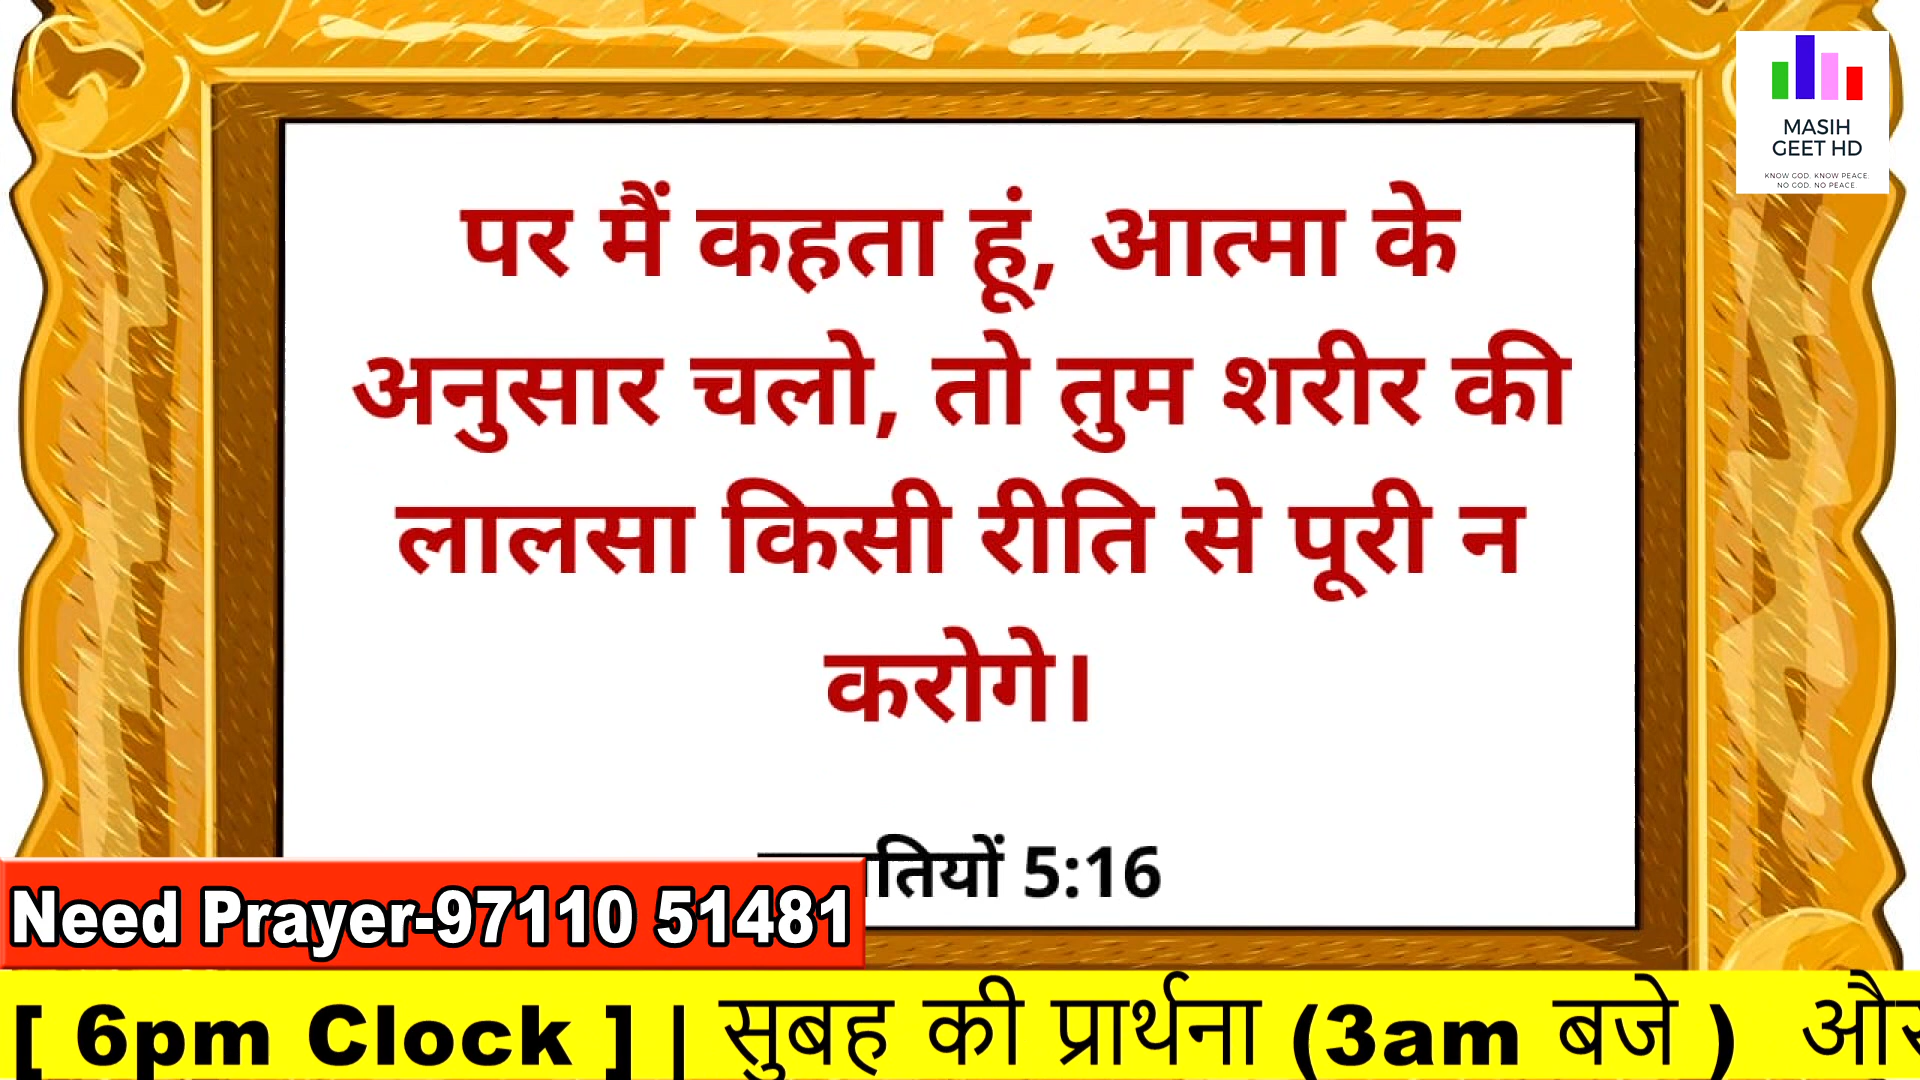 MASIH
GEET HD
KNOW GOD. KNOW PEACE.
NO GOD. NO PEACE.
पर मैं कहता हूं, आत्मा के
अनुसार चलो, तो तुम शरीर की
लालसा किसी रीति से पूरी न
करोगे।
5:16
Need Prayer-97110 51481
[ 6pm Clock ] | सुबह की प्रार्थना (3am बजे )